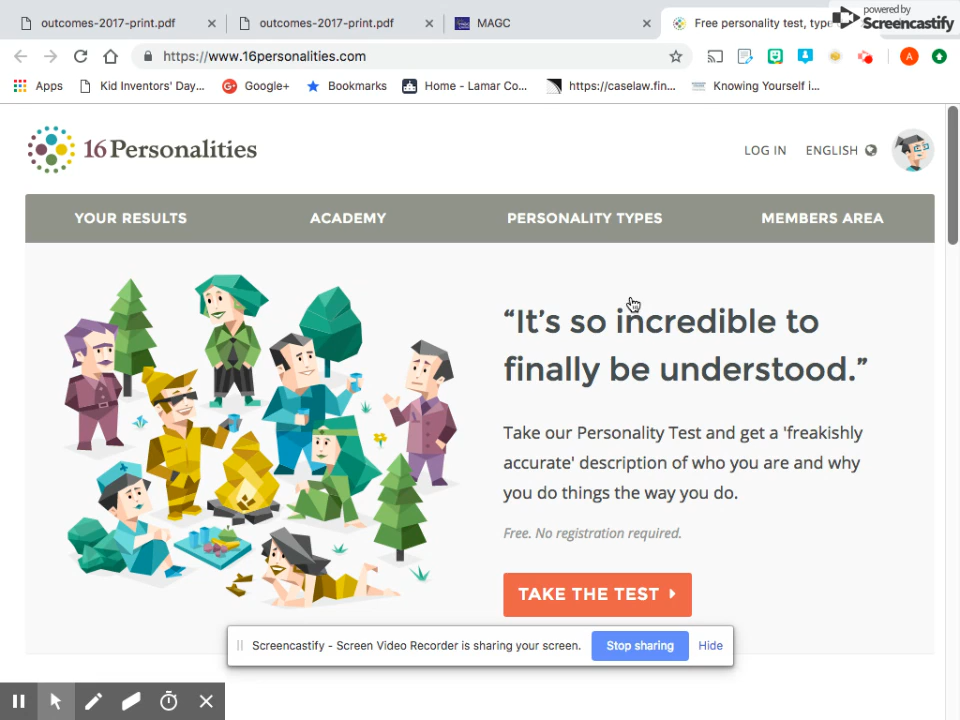 outcomes-2017-print.pdf
outcomes-2017-print.pdf
MAGC
Free personality test, type
powered by
Screencastify
https://www.16personalities.com
A
Apps
Kid Inventors' Day...
Google+
Bookmarks
Home - Lamar Co...
https://caselaw.fin...
Knowing Yourself i...
16Personalities
LOG IN
ENGLISH
YOUR RESULTS
ACADEMY
PERSONALITY TYPES
MEMBERS AREA
“It’s so incredible to
finally be understood.”
Take our Personality Test and get a 'freakishly
accurate' description of who you are and why
you do things the way you do.
Free. No registration required.
TAKE THE TEST
Screencastify - Screen Video Recorder is sharing your screen.
Stop sharing
Hide